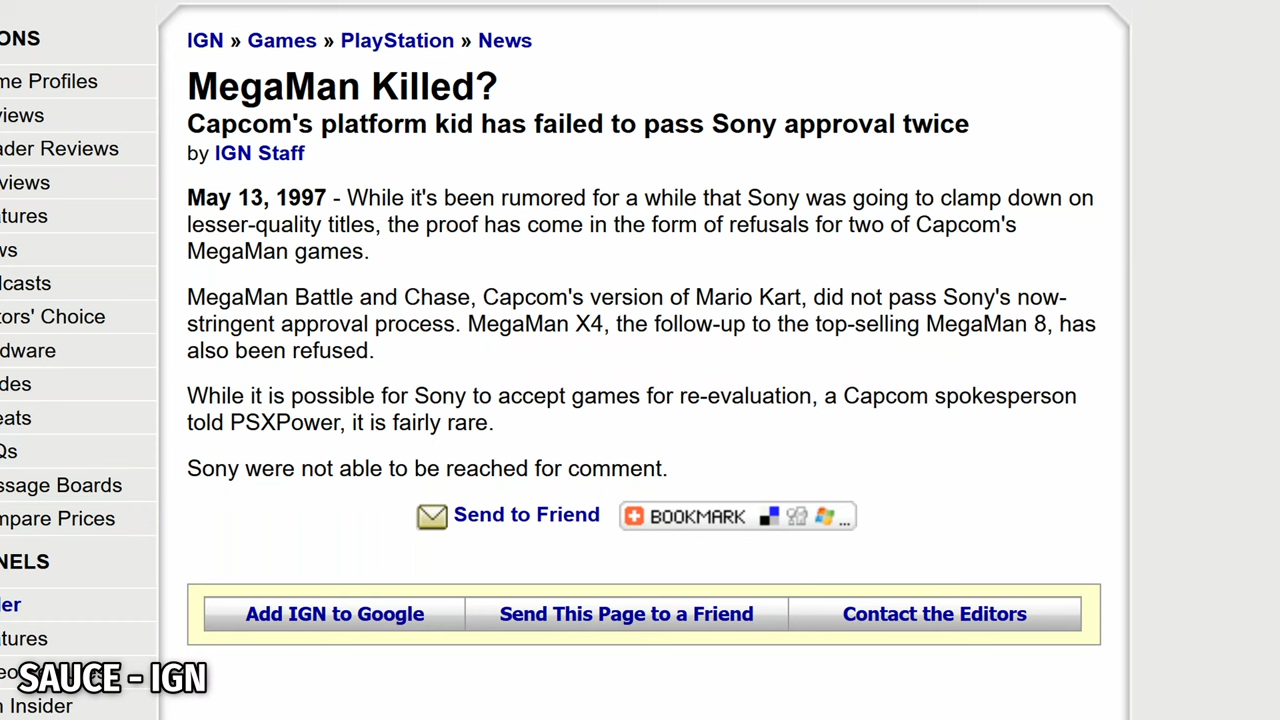 IGN » Games » PlayStation » News
MegaMan Killed?
Capcom's platform kid has failed to pass Sony approval twice
by IGN Staff
May 13, 1997 - While it's been rumored for a while that Sony was going to clamp down on
lesser-quality titles, the proof has come in the form of refusals for two of Capcom's
MegaMan games.
MegaMan Battle and Chase, Capcom's version of Mario Kart, did not pass Sony's now-
stringent approval process. MegaMan X4, the follow-up to the top-selling MegaMan 8, has
also been refused.
While it is possible for Sony to accept games for re-evaluation, a Capcom spokesperson
told PSXPower, it is fairly rare.
Sony were not able to be reached for comment.
Send to Friend
BOOKMARK ...
Add IGN to Google
Send This Page to a Friend
Contact the Editors
ONS
me Profiles
views
ader Reviews
views
tures
ws
dcasts
tors' Choice
dware
des
eats
Qs
ssage Boards
mpare Prices
NELS
er
tures
n Insider
SAUCE - IGN